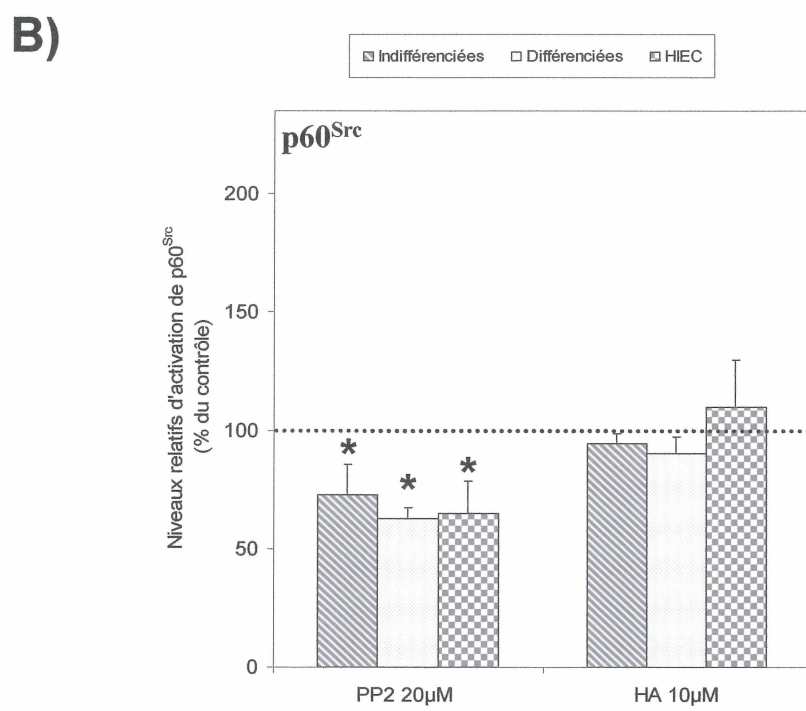 B)
Indifférenciées Différenciées HIEC
p60Src
Niveaux relatifs d'activation de p60Src
(% du contrôle)
200
150
100
50
0
* * *
PP2 20µM HA 10µM